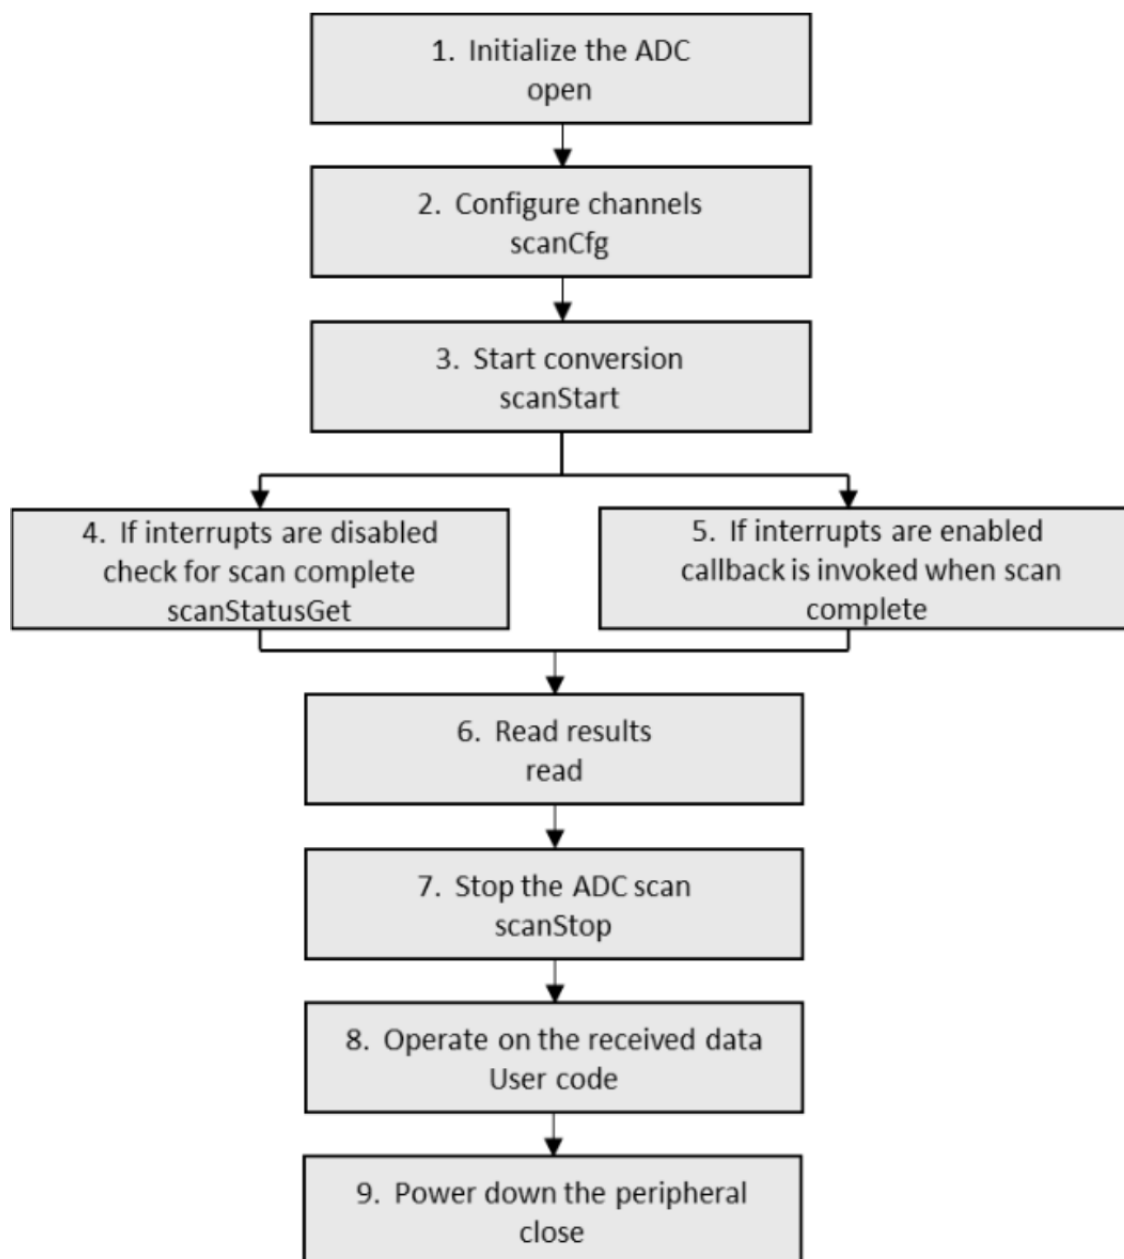 1. Initialize the ADC
open
2. Configure channels
scanCfg
3. Start conversion
scanStart
4. If interrupts are disabled
check for scan complete
scanStatusGet
5. If interrupts are enabled
callback is invoked when scan
complete
6. Read results
read
7. Stop the ADC scan
scanStop
8. Operate on the received data
User code
9. Power down the peripheral
close